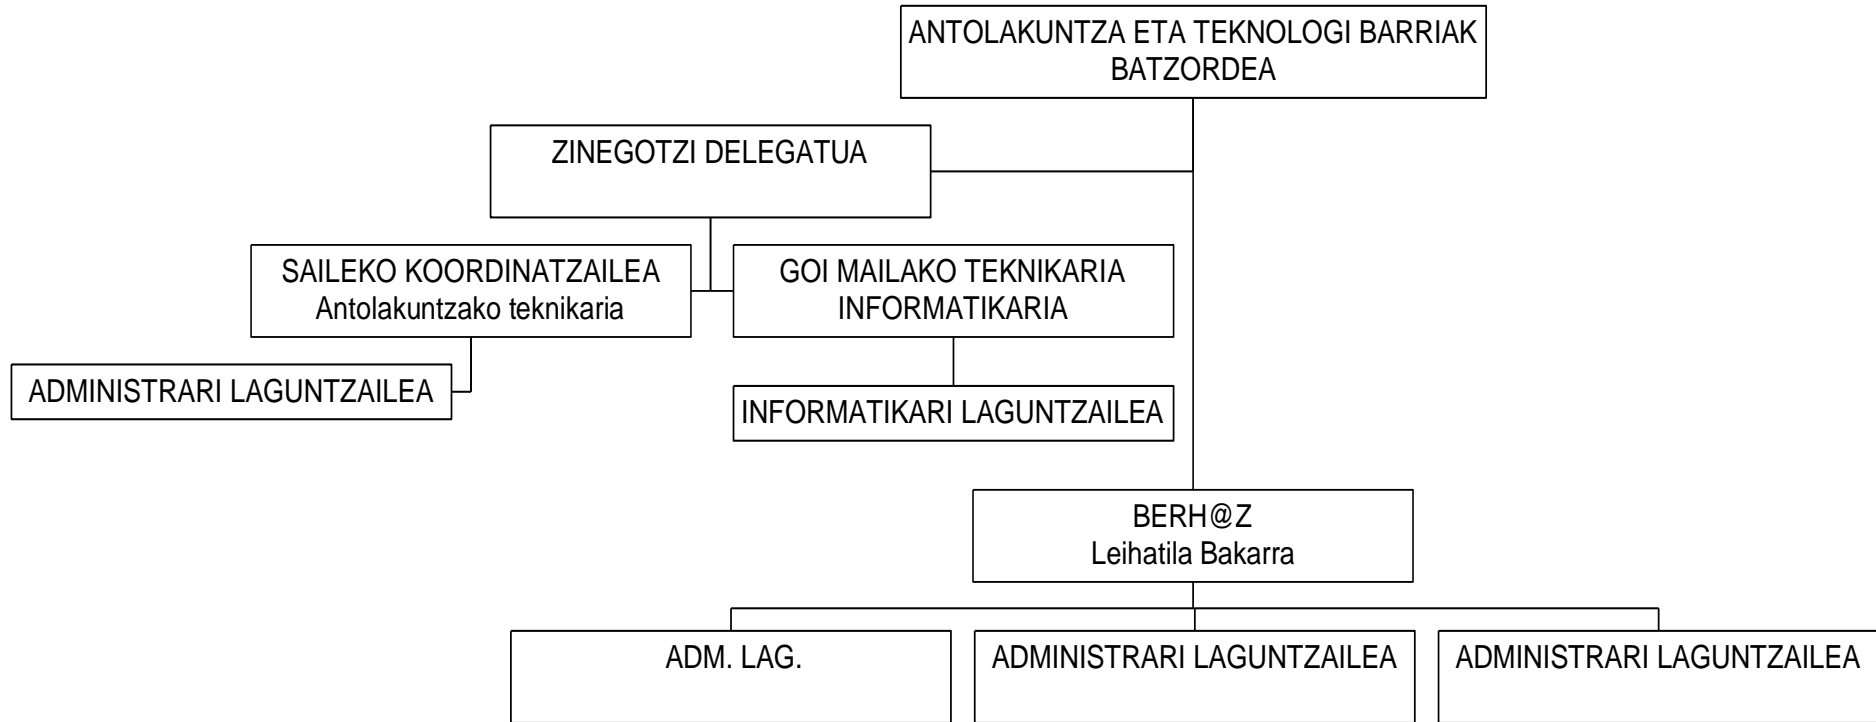 ANTOLAKUNTZA ETA TEKNOLOGI BARRIAK
BATZORDEA
ZINEGOTZI DELEGATUA
SAILEKO KOORDINATZAILEA
Antolakuntzako teknikaria
GOI MAILAKO TEKNIKARIA
INFORMATIKARIA
ADMINISTRARI LAGUNTZAILEA
INFORMATIKARI LAGUNTZAILEA
BERH@Z
Leihatila Bakarra
ADM. LAG.
ADMINISTRARI LAGUNTZAILEA
ADMINISTRARI LAGUNTZAILEA